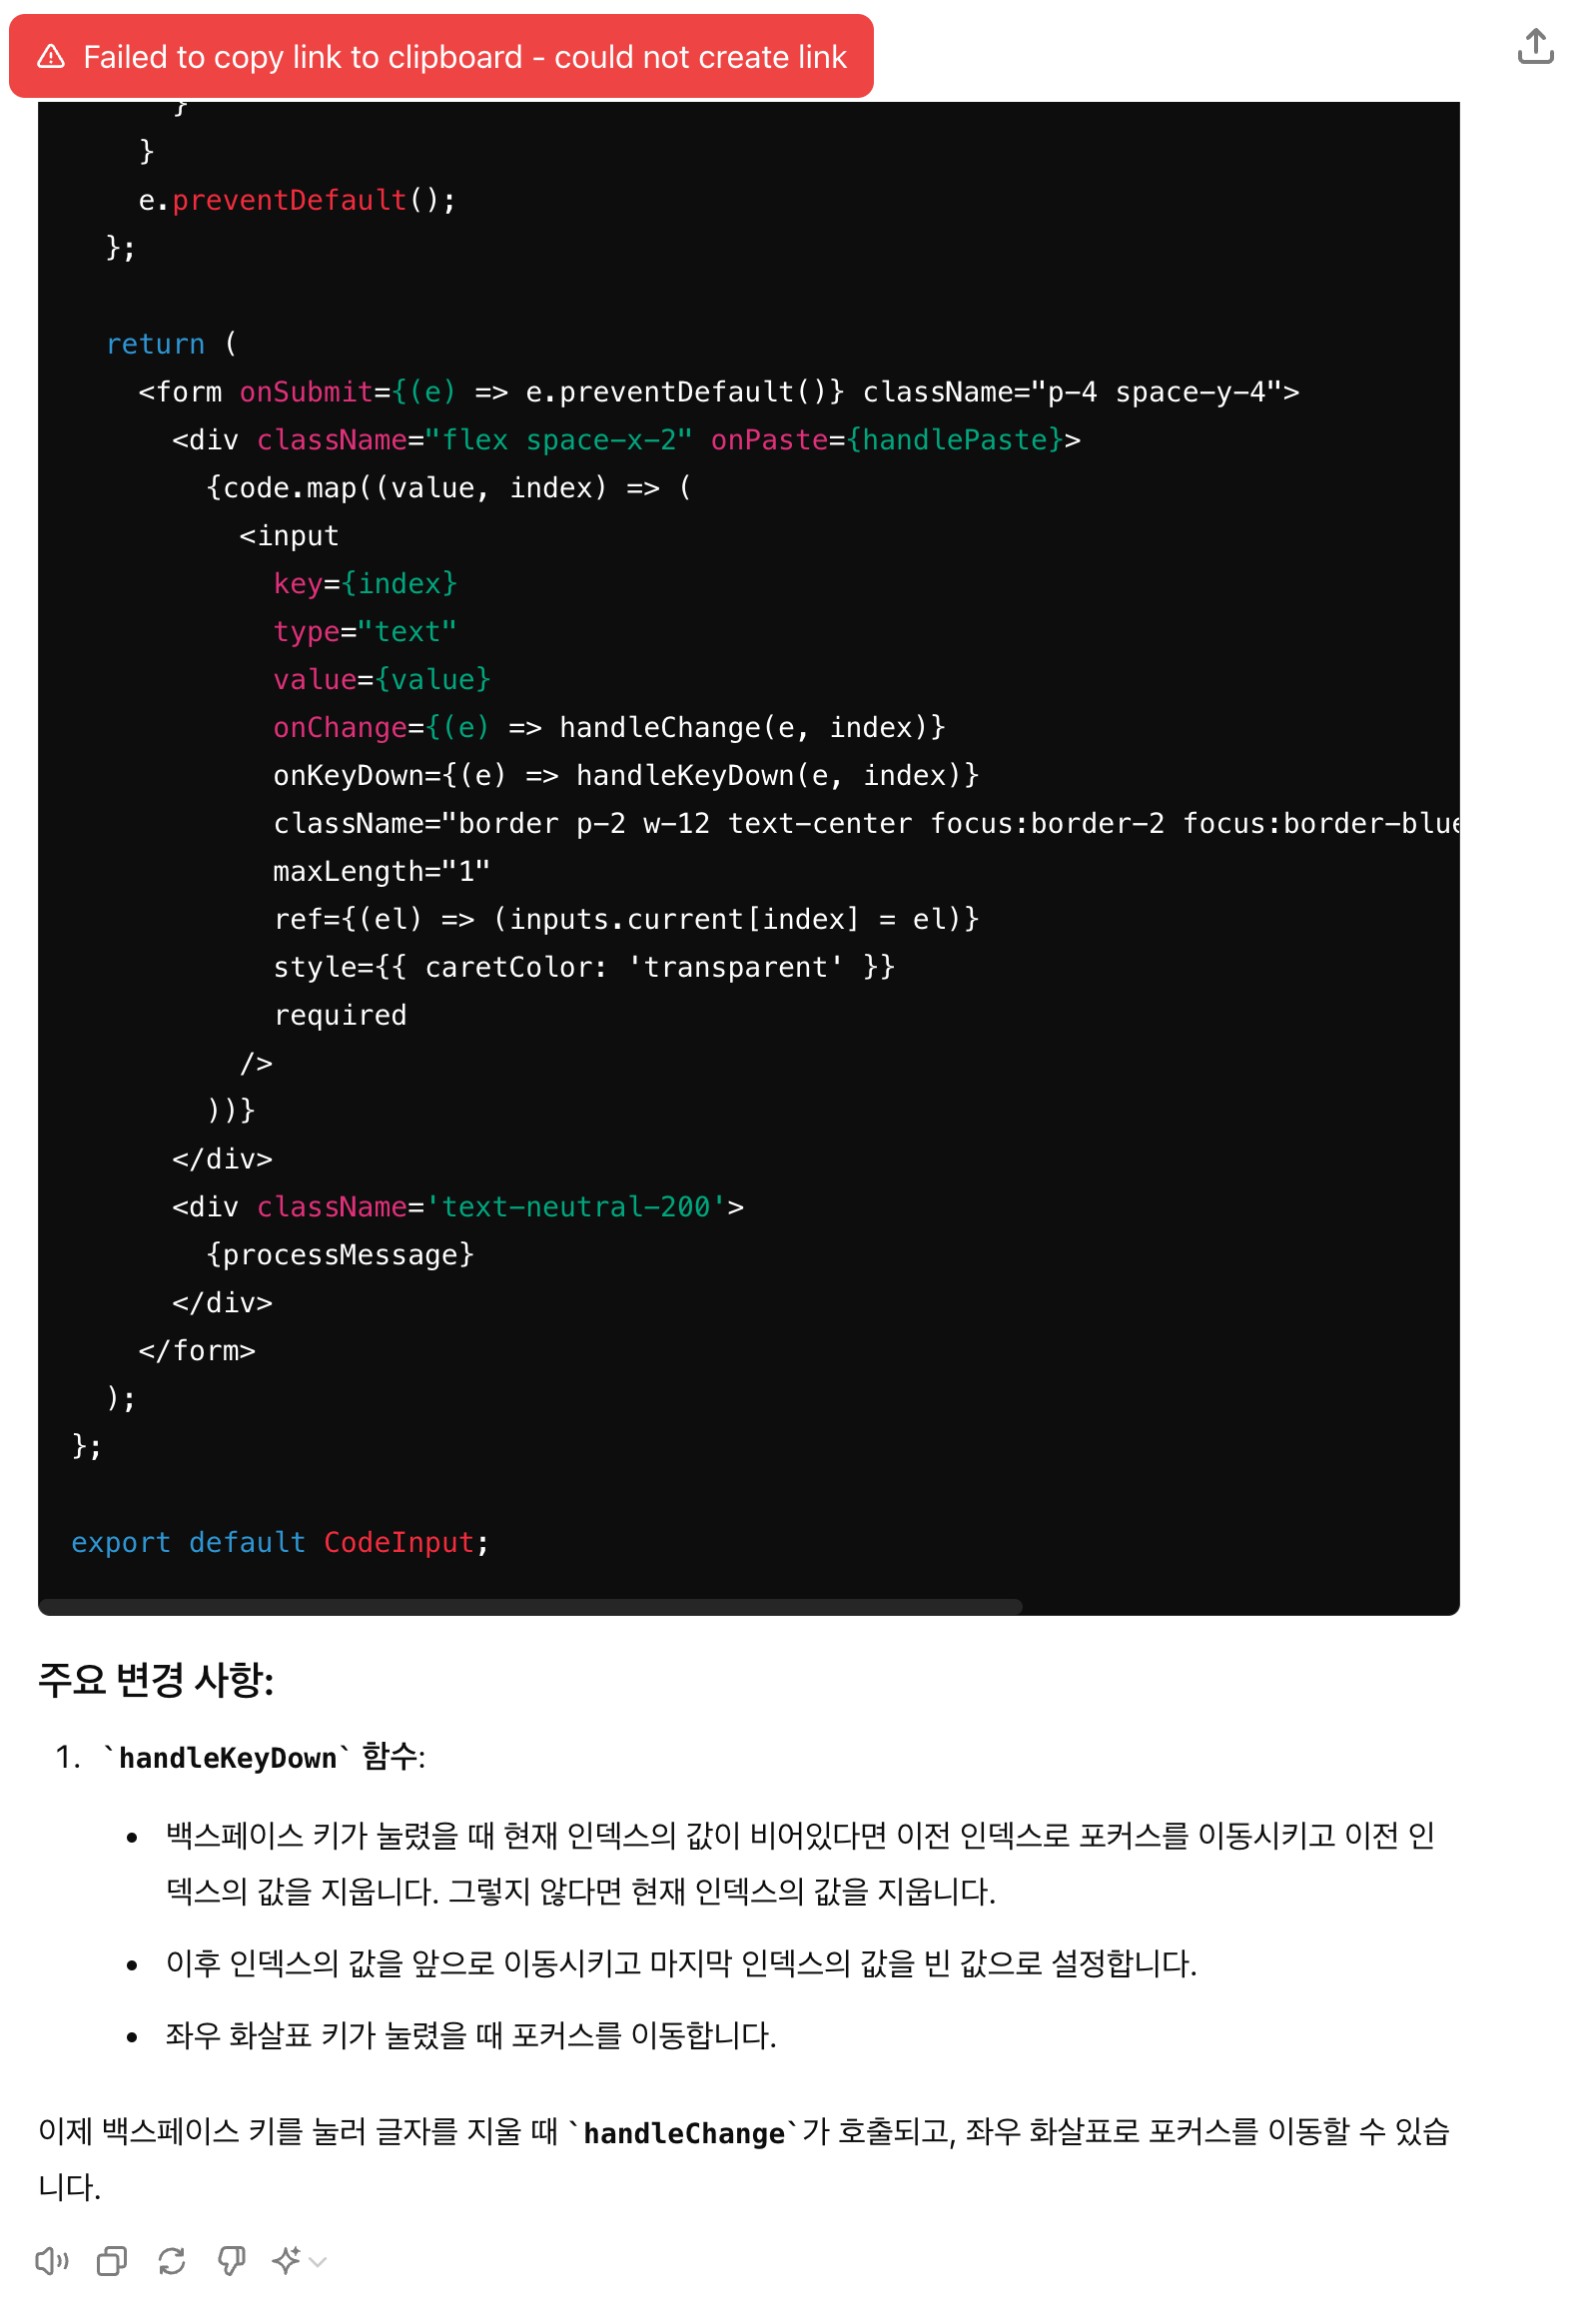 Failed to copy link to clipboard - could not create link
}
}
e.preventDefault();
};
return (
<form onSubmit={(e) => e.preventDefault()} className="p-4 space-y-4">
<div className="flex space-x-2" onPaste={handlePaste}>
{code.map((value, index) => (
<input
key={index}
type="text"
value={value}
onChange={(e) => handleChange(e, index)}
onKeyDown={(e) => handleKeyDown(e, index)}
className="border p-2 w-12 text-center focus:border-2 focus:border-blue
maxLength="1"
ref={(el) => (inputs.current[index] = el)}
style={{ caretColor: 'transparent' }}
required
/>
))}
</div>
<div className='text-neutral-200'>
{processMessage}
</div>
</form>
);
};
export default CodeInput;
주요 변경 사항:
1. `handleKeyDown` 함수:
• 백스페이스 키가 눌렸을 때 현재 인덱스의 값이 비어있다면 이전 인덱스로 포커스를 이동시키고 이전 인
덱스의 값을 지웁니다. 그렇지 않다면 현재 인덱스의 값을 지웁니다.
• 이후 인덱스의 값을 앞으로 이동시키고 마지막 인덱스의 값을 빈 값으로 설정합니다.
• 좌우 화살표 키가 눌렸을 때 포커스를 이동합니다.
이제 백스페이스 키를 눌러 글자를 지울 때 `handleChange`가 호출되고, 좌우 화살표로 포커스를 이동할 수 있습
니다.